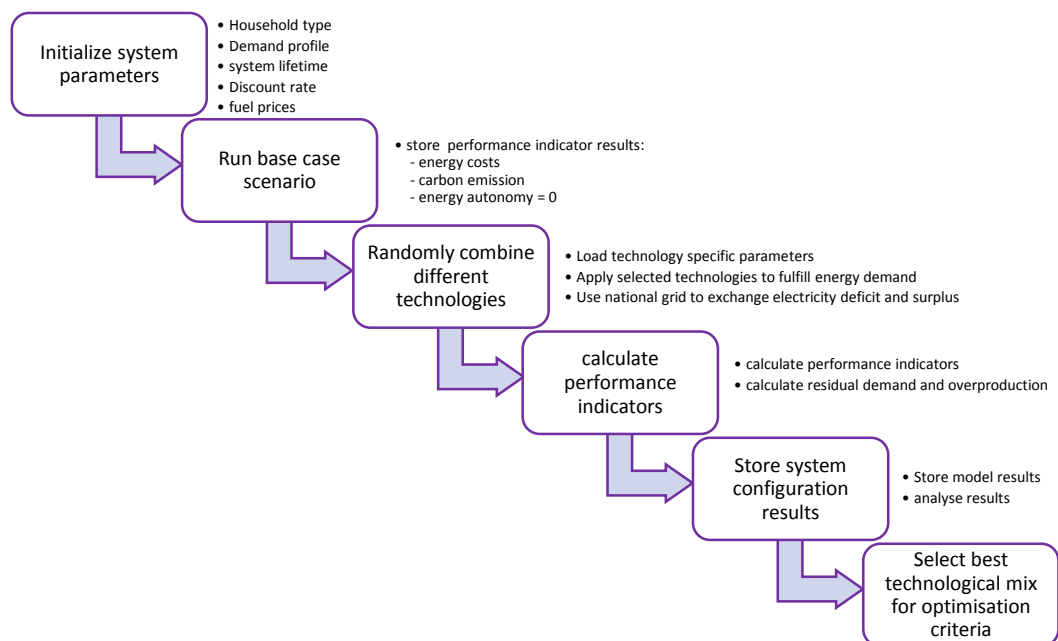 Initialize system
parameters
• Household type
• Demand profile
• system lifetime
• Discount rate
• fuel prices
Run base case
scenario
• store performance indicator results:
- energy costs
- carbon emission
- energy autonomy = 0
Randomly combine
different
technologies
• Load technology specific parameters
• Apply selected technologies to fulfill energy demand
• Use national grid to exchange electricity deficit and surplus
calculate
performance
indicators
• calculate performance indicators
• calculate residual demand and overproduction
Store system
configuration
results
• Store model results
• analyse results
Select best
technological mix
for optimisation
criteria